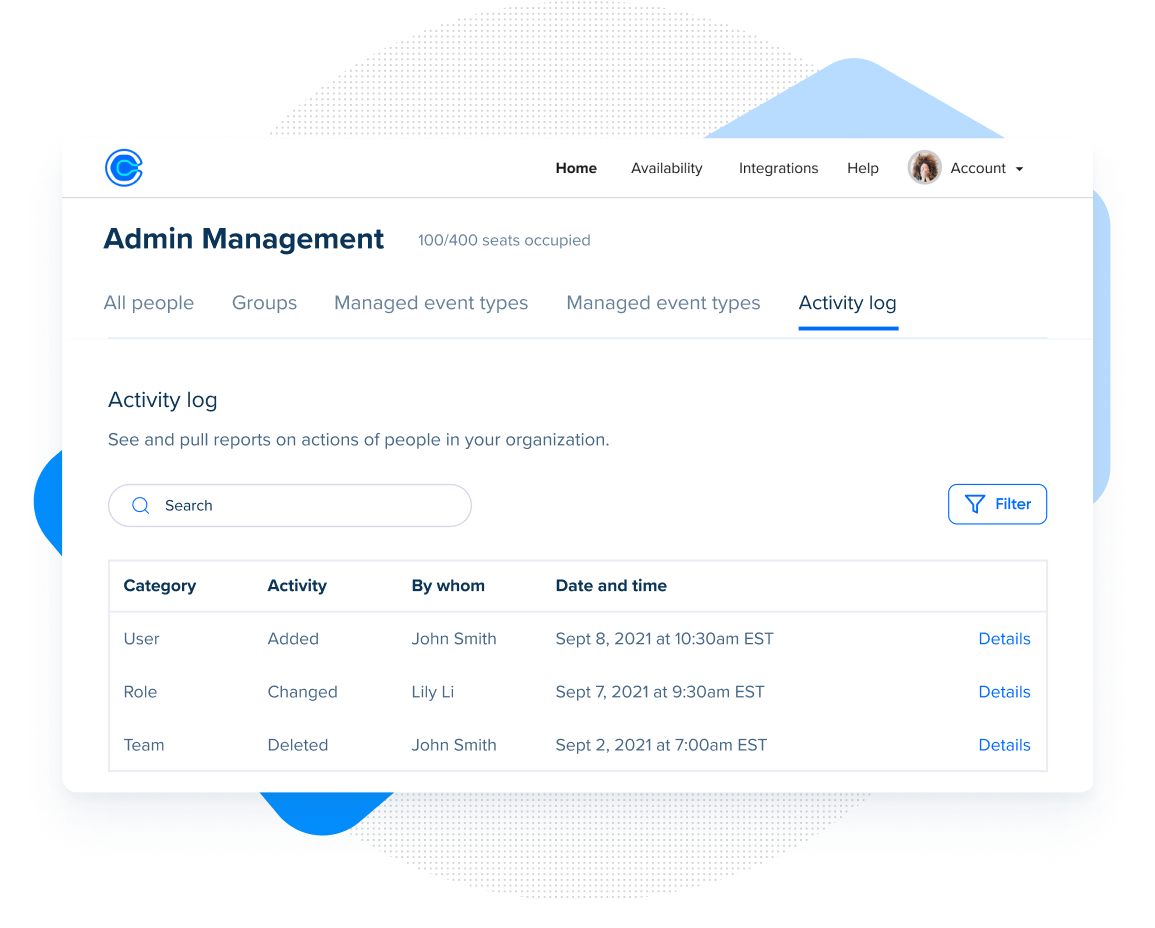 Home Availability Integrations Help Account
Admin Management 100/400 seats occupied
All people Groups Managed event types Managed event types Activity log
Activity log
See and pull reports on actions of people in your organization.
Search Filter
Category Activity By whom Date and time
User Added John Smith Sept 8, 2021 at 10:30am EST Details
Role Changed Lily Li Sept 7, 2021 at 9:30am EST Details
Team Deleted John Smith Sept 2, 2021 at 7:00am EST Details